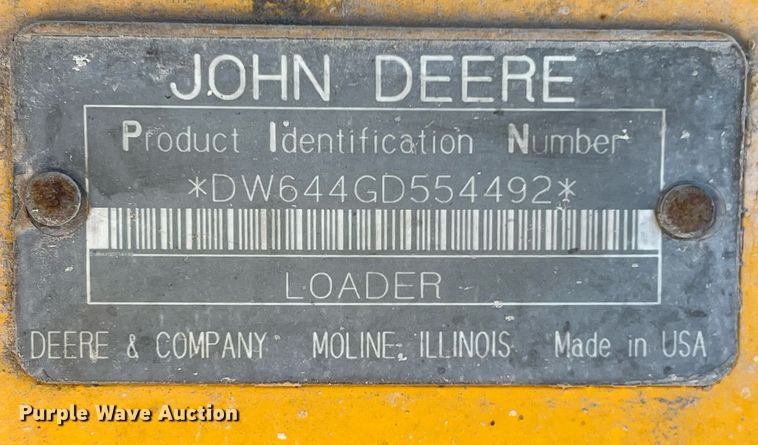 JOHN DEERE
Product Identification Number
*DW644GD554492*
LOADER
DEERE & COMPANY MOLINE, ILLINOIS Made in USA
Purple Wave Auction